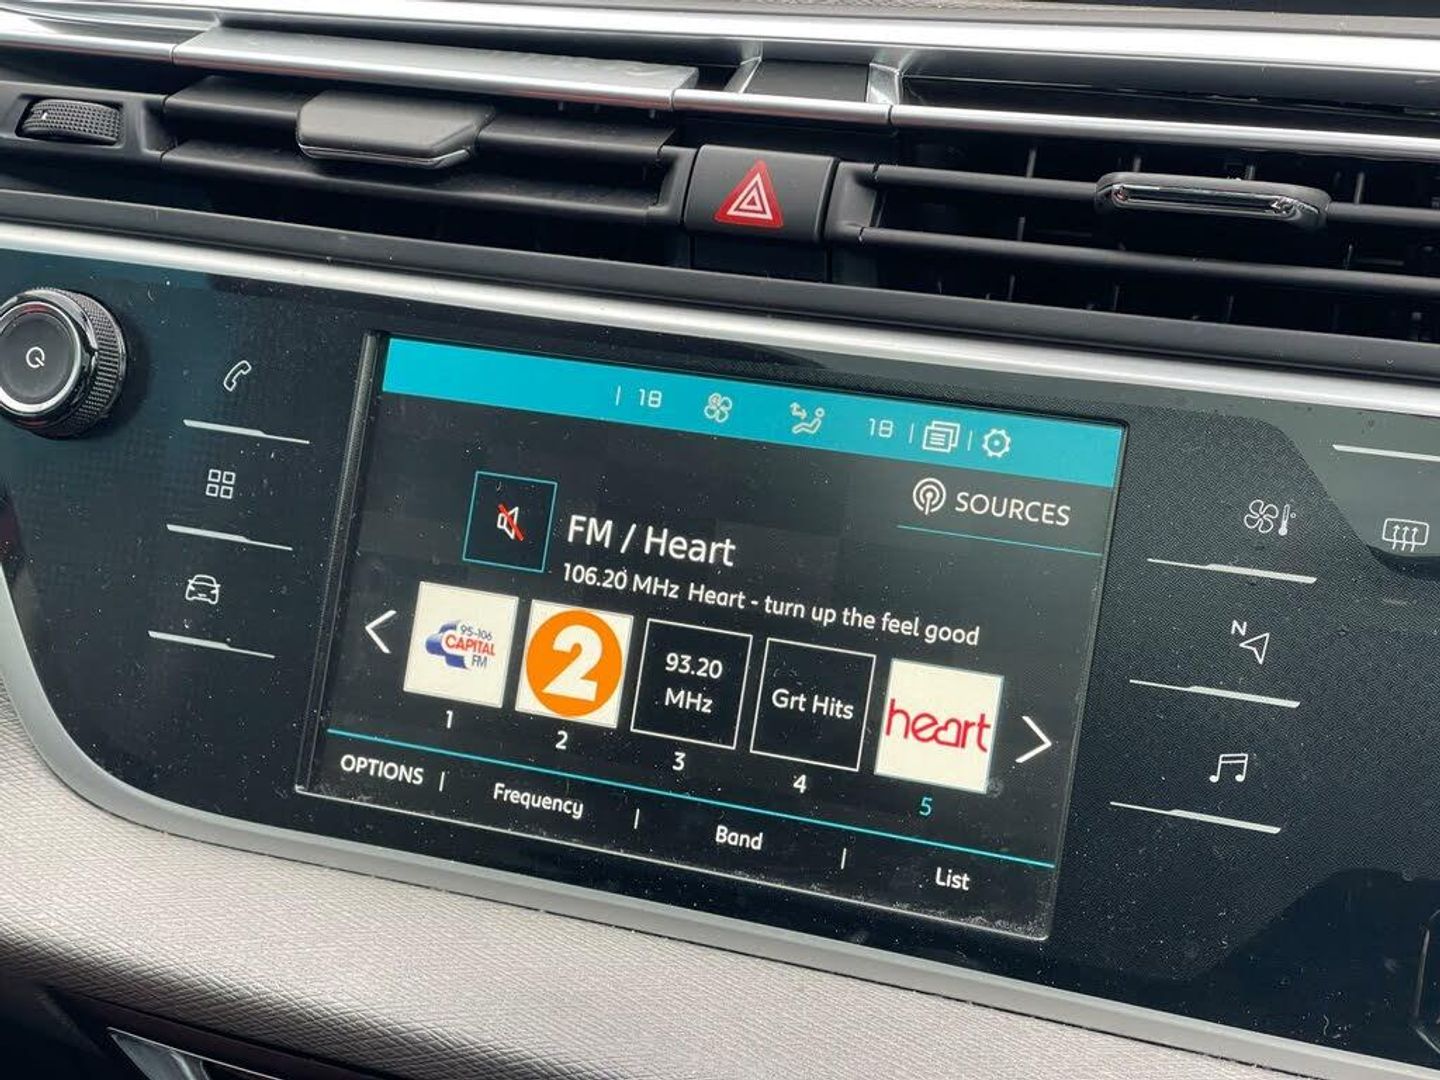 18
18
SOURCES
FM / Heart
106.20 MHz Heart - turn up the feel good
95-106
CAPITAL
FM
2
93.20
MHz
Grt Hits
heart
1
2
3
4
5
OPTIONS
Frequency
Band
List
N